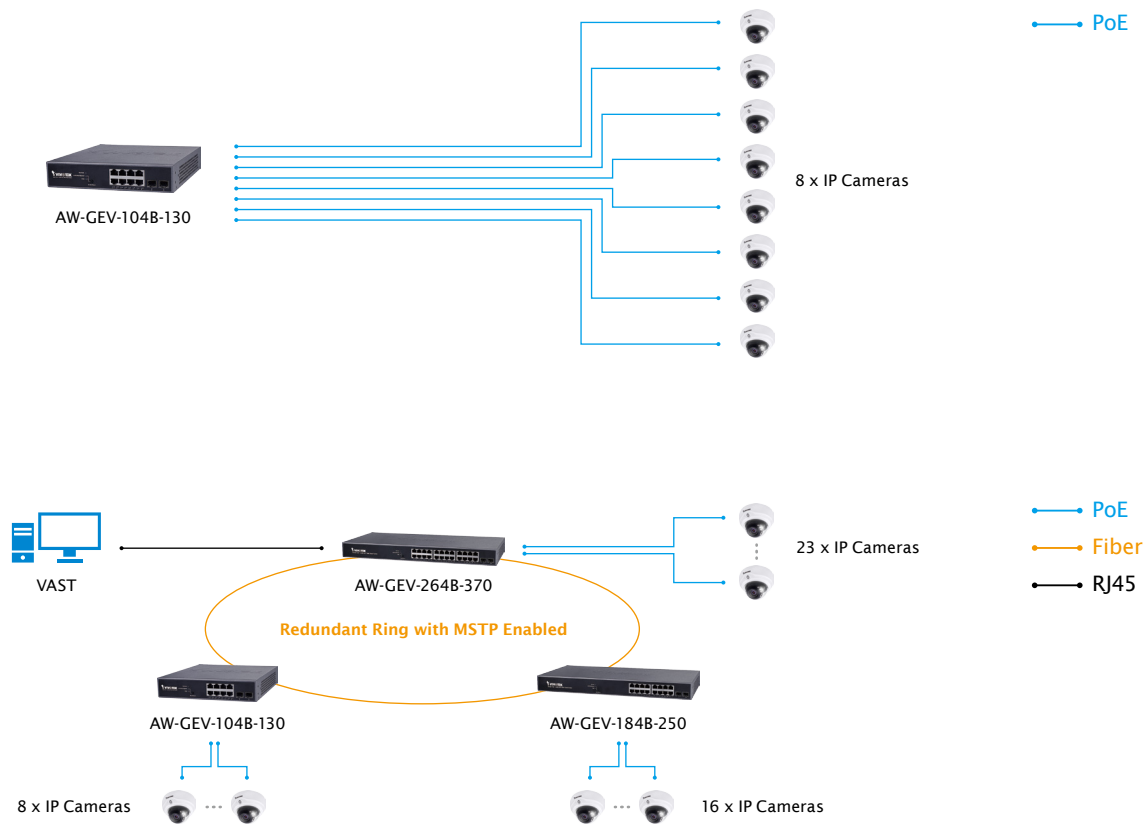 PoE
8 x IP Cameras
AW-GEV-104B-130
VAST
AW-GEV-264B-370
23 x IP Cameras
PoE
Fiber
RJ45
Redundant Ring with MSTP Enabled
AW-GEV-104B-130
AW-GEV-184B-250
8 x IP Cameras
16 x IP Cameras